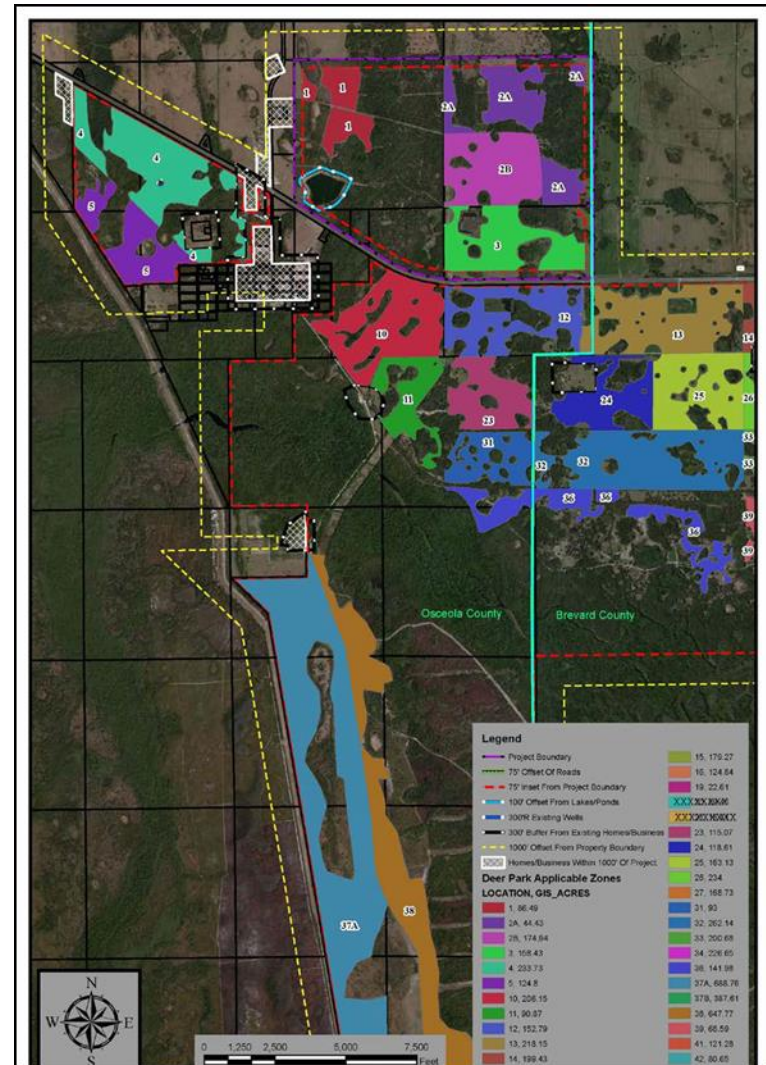 1
1
1
2A
2A
2A
2B
2A
3
4
4
4
5
5
10
12
13
14
11
23
24
25
26
31
32
32
33
33
36
36
36
39
39
Osceola County
Brevard County
37A
38
N
W
E
S
0 1,250 2,500 5,000 7,500
Feet
Legend
Project Boundary
75' Offset Of Roads
75' Inset From Project Boundary
100' Offset From Lakes/Ponds
300'R Existing Wells
300' Buffer From Existing Homes/Business
1000' Offset From Property Boundary
Homes/Business Within 1000' Of Project
Deer Park Applicable Zones
LOCATION, GIS_ACRES
1, 86.49
2A, 44.43
2B, 174.64
3, 158.43
4, 233.73
5, 124.8
10, 206.15
11, 90.87
12, 152.79
13, 218.15
14, 199.43
15, 179.27
16, 124.84
19, 22.61
23, 115.07
24, 118.61
25, 163.13
26, 234
27, 168.73
31, 93
32, 262.14
33, 200.68
34, 226.65
36, 141.98
37A, 688.76
37B, 387.61
38, 647.77
39, 66.59
41, 121.28
42, 80.65